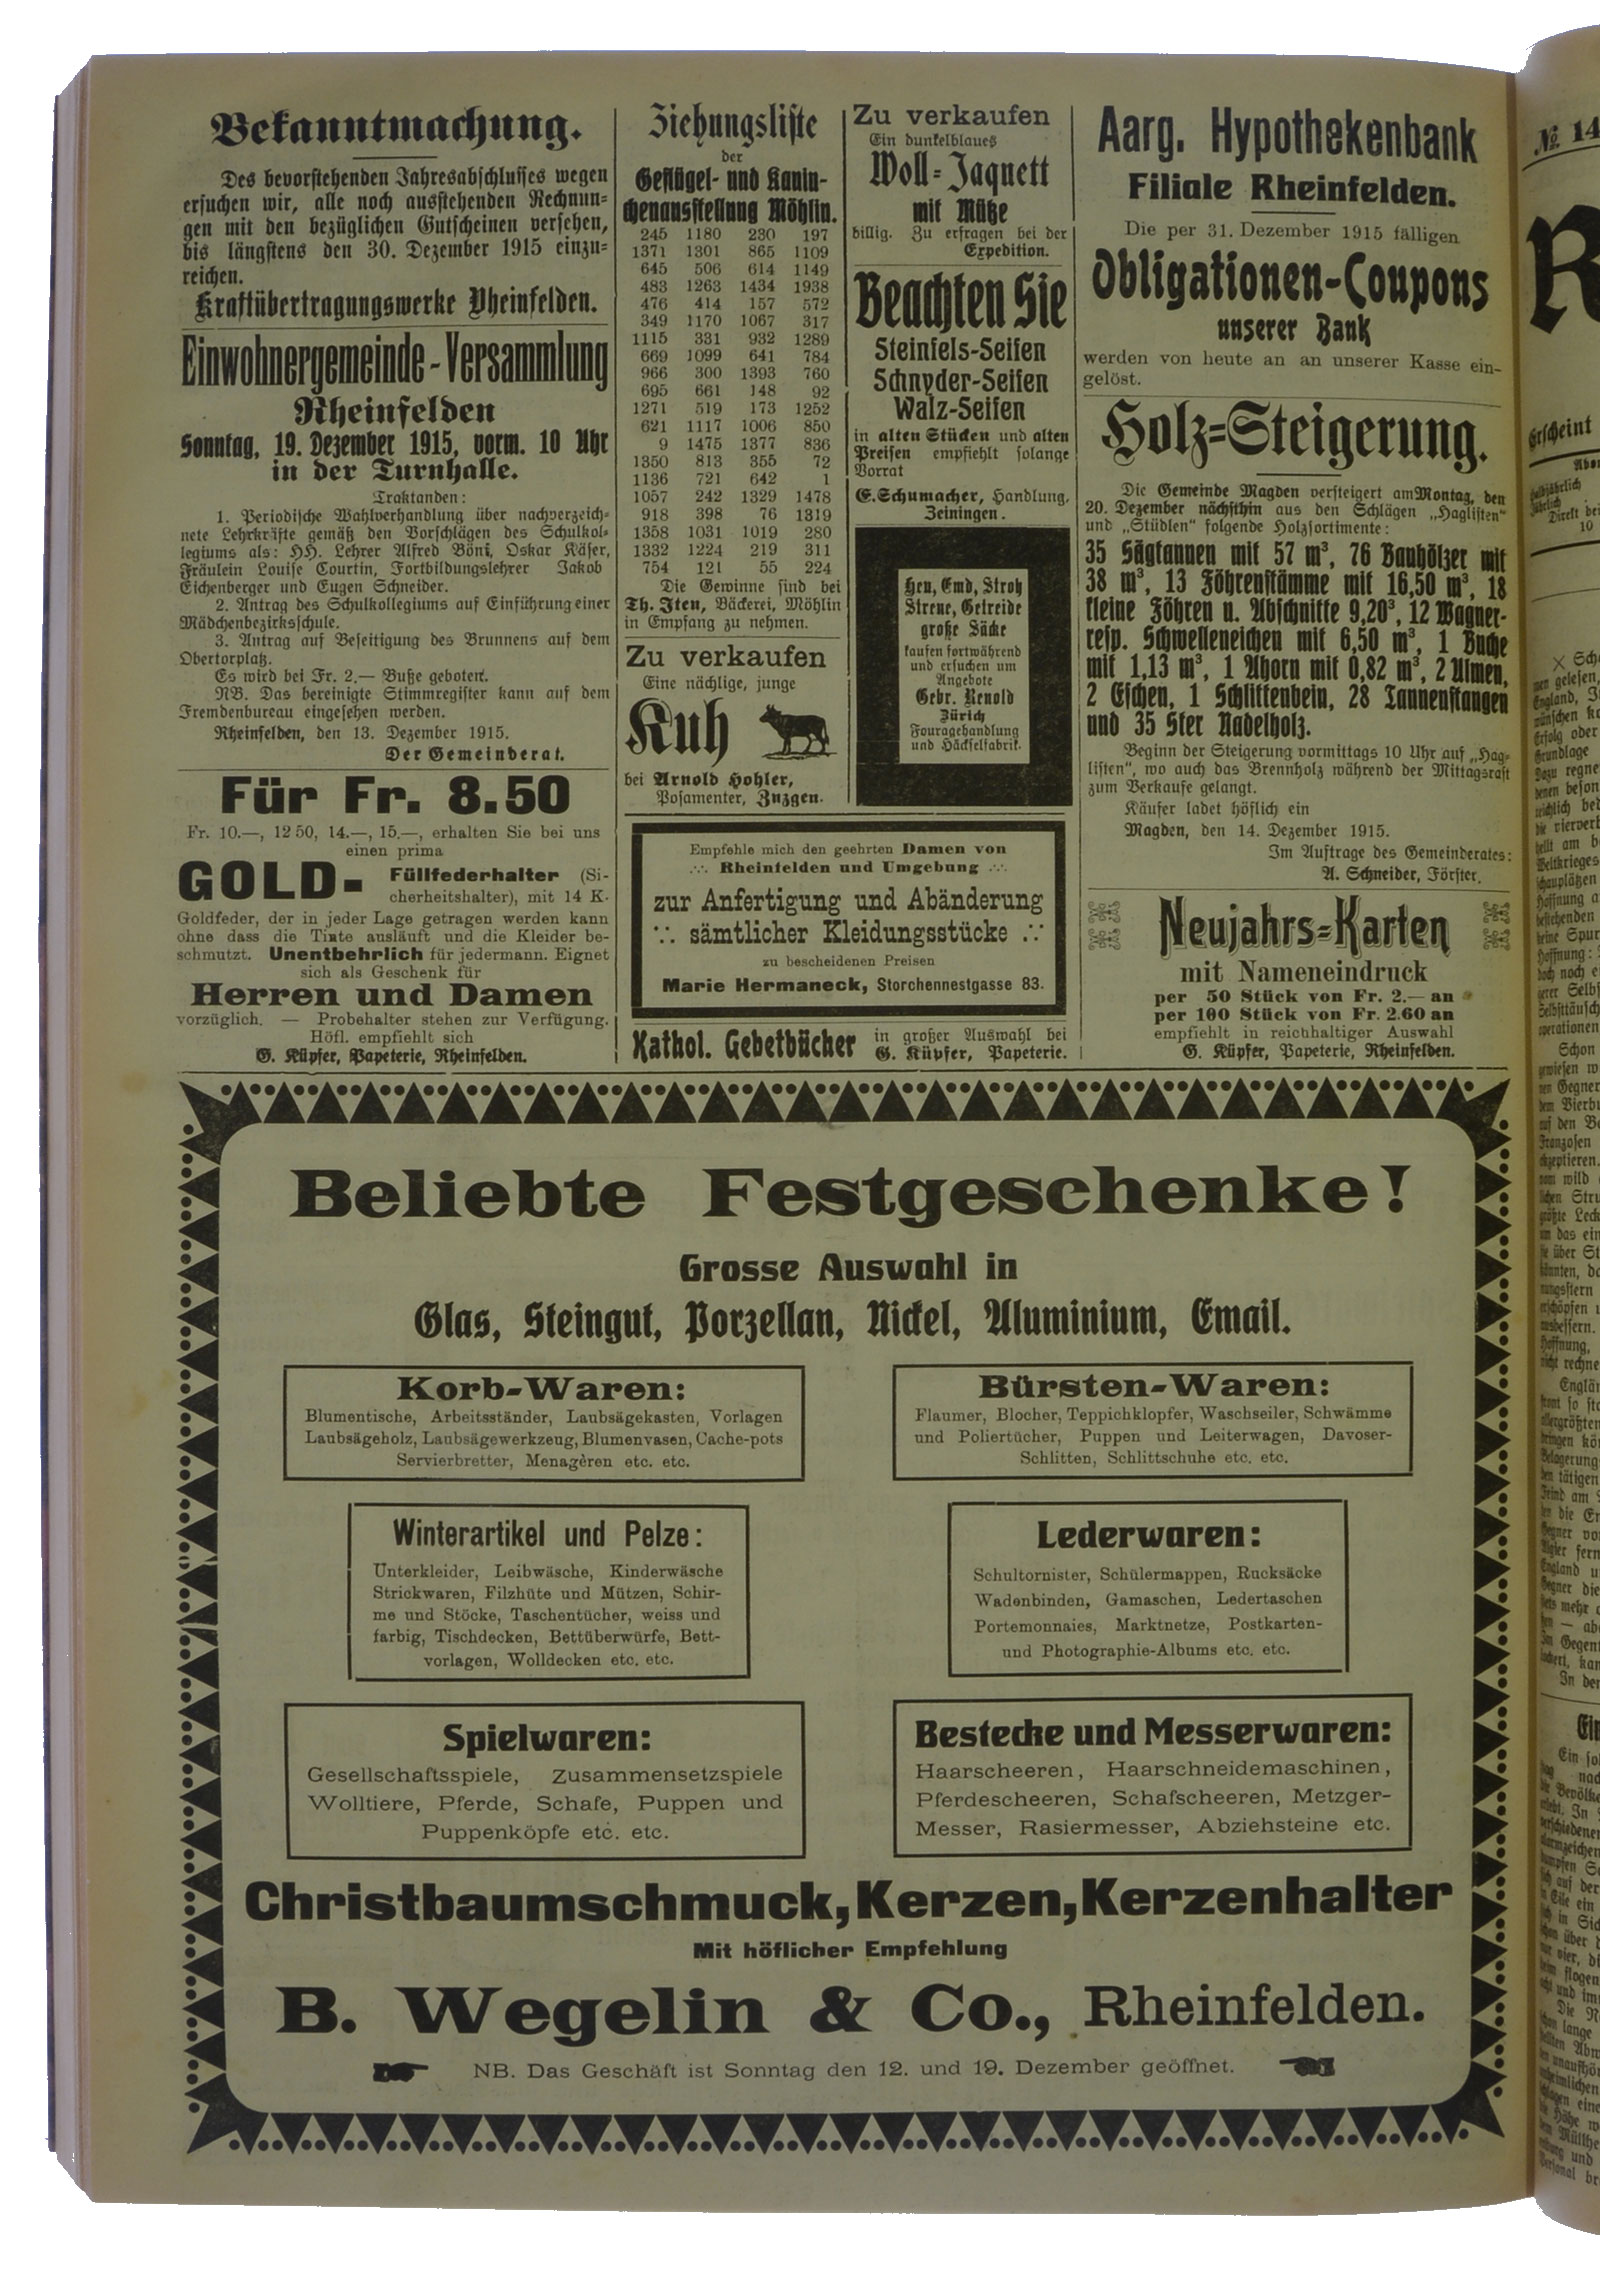 Bekanntmachung.
Des bevorstehenden Jahresabschlusses wegen
ersuchen wir, alle noch ausstehenden Rechnun-
gen mit den bezüglichen Gutscheinen versehen,
bis längstens den 30. Dezember 1915 einzu-
reichen.
Kraftübertragungswerke Rheinfelden.
Einwohnergemeinde-Versammlung
Rheinfelden
Sonntag, 19. Dezember 1915, vorm. 10 Uhr
in der Turnhalle.
Traktanden:
1. Periodische Wahlverhandlung über nachverzeich-
nete Lehrkräfte gemäß den Vorschlägen des Schulkol-
legiums als: HH. Lehrer Alfred Böni, Oskar Käser,
Fräulein Louise Courtin, Fortbildungslehrer Jakob
Eichenberger und Eugen Schneider.
2. Antrag des Schulkollegiums auf Einführung einer
Mädchenbezirksschule.
3. Antrag auf Beseitigung des Brunnens auf dem
Obertorplatz.
Es wird bei Fr. 2.— Buße geboten.
NB. Das bereinigte Stimmregister kann auf dem
Fremdenbureau eingesehen werden.
Rheinfelden, den 13. Dezember 1915.
Der Gemeinderat.
Für Fr. 8.50
Fr. 10.—, 12 50, 14.—, 15.—, erhalten Sie bei uns
einen prima
GOLD- Füllfederhalter (Si-
cherheitshalter), mit 14 K.
Goldfeder, der in jeder Lage getragen werden kann
ohne dass die Tinte ausläuft und die Kleider be-
schmutzt. Unentbehrlich für jedermann. Eignet
sich als Geschenk für
Herren und Damen
vorzüglich. — Probehalter stehen zur Verfügung.
Höfl. empfiehlt sich
G. Küpfer, Papeterie, Rheinfelden.
Ziehungsliste
der
Geflügel- und Kanin-
chenausstellung Möhlin.
245 1180 230 197
1371 1301 865 1109
645 506 614 1149
483 1263 1434 1938
476 414 157 572
349 1170 1067 317
1115 331 932 1289
669 1099 641 784
966 300 1393 760
695 661 148 92
1271 519 173 1252
621 1117 1006 850
9 1475 1377 836
1350 813 355 72
1136 721 642 1
1057 242 1329 1478
918 398 76 1319
1358 1031 1019 280
1332 1224 219 311
754 121 55 224
Die Gewinne sind bei
Th. Iten, Bäckerei, Möhlin
in Empfang zu nehmen.
Zu verkaufen
Eine nächlige, junge
Kuh
bei Arnold Hohler,
Posamenter, Zuzgen.
Zu verkaufen
Ein dunkelblaues
Woll-Jaquett
mit Mütze
billig. Zu erfragen bei der
Expedition.
Beachten Sie
Steinfels-Seifen
Schnyder-Seifen
Walz-Seifen
in alten Stücken und alten
Preisen empfiehlt solange
Vorrat
E. Schumacher, Handlung,
Zeiningen.
Heu, Emd, Stroh
Streue, Getreide
große Säcke
kaufen fortwährend
und ersuchen um
Angebote
Gebr. Renold
Zürich
Fouragehandlung
und Häckselfabrik.
Empfehle mich den geehrten Damen von
Rheinfelden und Umgebung
zur Anfertigung und Abänderung
sämtlicher Kleidungsstücke
zu bescheidenen Preisen
Marie Hermaneck, Storchennestgasse 83.
Kathol. Gebetbücher in großer Auswahl bei
G. Küpfer, Papeterie.
Aarg. Hypothekenbank
Filiale Rheinfelden.
Die per 31. Dezember 1915 fälligen
Obligationen-Coupons
unserer Bank
werden von heute an an unserer Kasse ein-
gelöst.
Holz-Steigerung.
Die Gemeinde Magden versteigert am Montag, den
20. Dezember nächsthin aus den Schlägen „Haglisten“
und „Stüdlen“ folgende Holzsortimente:
35 Sägtannen mit 57 m³, 76 Bauhölzer mit
38 m³, 13 Föhrenstämme mit 16,50 m³, 18
kleine Föhren u. Abschnitte 9,20³, 12 Wagner-
resp. Schwelleneichen mit 6,50 m³, 1 Buche
mit 1,13 m³, 1 Ahorn mit 0,82 m³, 2 Ulmen,
2 Eschen, 1 Schlittenbein, 28 Tannenstangen
und 35 Ster Nadelholz.
Beginn der Steigerung vormittags 10 Uhr auf „Hag-
listen“, wo auch das Brennholz während der Mittagsrast
zum Verkaufe gelangt.
Käufer ladet höflich ein
Magden, den 14. Dezember 1915.
Im Auftrage des Gemeinderates:
A. Schneider, Förster.
Neujahrs-Karten
mit Nameneindruck
per 50 Stück von Fr. 2.— an
per 100 Stück von Fr. 2.60 an
empfiehlt in reichhaltiger Auswahl
G. Küpfer, Papeterie, Rheinfelden.
Beliebte Festgeschenke!
Grosse Auswahl in
Glas, Steingut, Porzellan, Nickel, Aluminium, Email.
Korb-Waren:
Blumentische, Arbeitsständer, Laubsägekasten, Vorlagen
Laubsägeholz, Laubsägewerkzeug, Blumenvasen, Cache-pots
Servierbretter, Menagèren etc. etc.
Bürsten-Waren:
Flaumer, Blocher, Teppichklopfer, Waschseiler, Schwämme
und Poliertücher, Puppen und Leiterwagen, Davoser-
Schlitten, Schlittschuhe etc. etc.
Winterartikel und Pelze:
Unterkleider, Leibwäsche, Kinderwäsche
Strickwaren, Filzhüte und Mützen, Schir-
me und Stöcke, Taschentücher, weiss und
farbig, Tischdecken, Bettüberwürfe, Bett-
vorlagen, Wolldecken etc. etc.
Lederwaren:
Schultornister, Schülermappen, Rucksäcke
Wadenbinden, Gamaschen, Ledertaschen
Portemonnaies, Marktnetze, Postkarten-
und Photographie-Albums etc. etc.
Spielwaren:
Gesellschaftsspiele, Zusammensetzspiele
Wolltiere, Pferde, Schafe, Puppen und
Puppenköpfe etc. etc.
Bestecke und Messerwaren:
Haarscheeren, Haarschneidemaschinen,
Pferdescheeren, Schafscheeren, Metzger-
Messer, Rasiermesser, Abziehsteine etc.
Christbaumschmuck, Kerzen, Kerzenhalter
Mit höflicher Empfehlung
B. Wegelin & Co., Rheinfelden.
NB. Das Geschäft ist Sonntag den 12. und 19. Dezember geöffnet.
№ 14
Erscheint